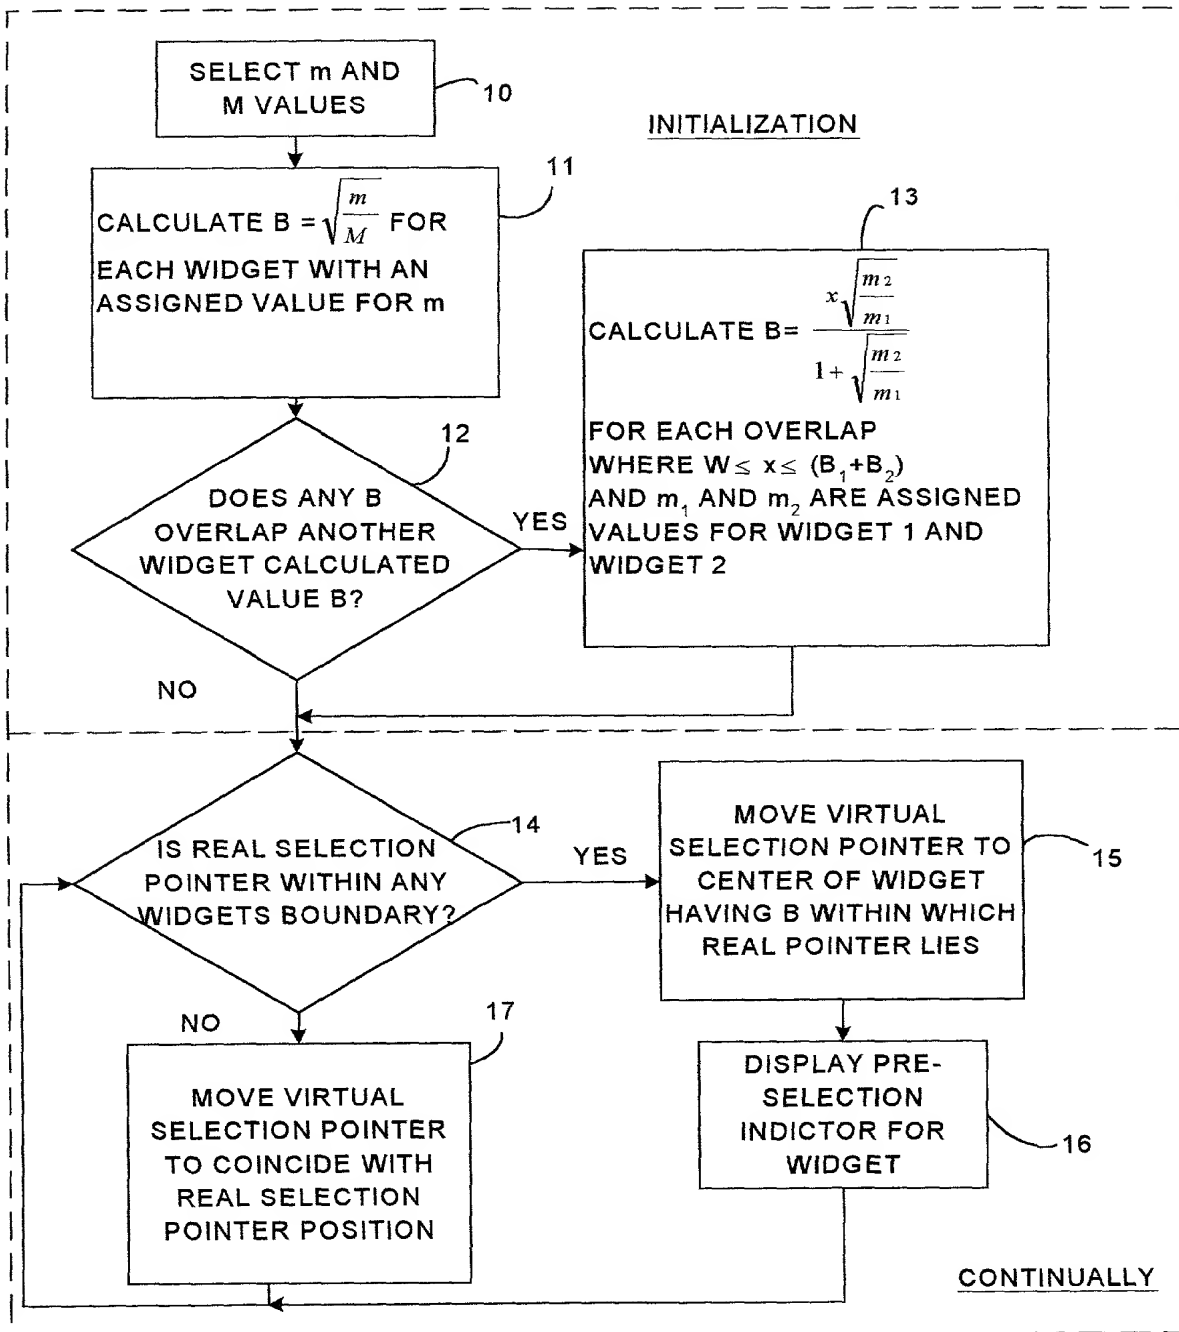 SELECT m AND
M VALUES
10
INITIALIZATION
11
CALCULATE B = √(m/M) FOR
EACH WIDGET WITH AN
ASSIGNED VALUE FOR m
13
CALCULATE B= x√(m2/m1) / (1+ √(m2/m1))
FOR EACH OVERLAP
WHERE W ≤ x ≤ (B1+B2)
AND m1 AND m2 ARE ASSIGNED
VALUES FOR WIDGET 1 AND
WIDGET 2
12
DOES ANY B
OVERLAP ANOTHER
WIDGET CALCULATED
VALUE B?
YES
NO
14
IS REAL SELECTION
POINTER WITHIN ANY
WIDGETS BOUNDARY?
YES
MOVE VIRTUAL
SELECTION POINTER TO
CENTER OF WIDGET
HAVING B WITHIN WHICH
REAL POINTER LIES
15
NO
17
MOVE VIRTUAL
SELECTION POINTER
TO COINCIDE WITH
REAL SELECTION
POINTER POSITION
DISPLAY PRE-
SELECTION
INDICTOR FOR
WIDGET
16
CONTINUALLY